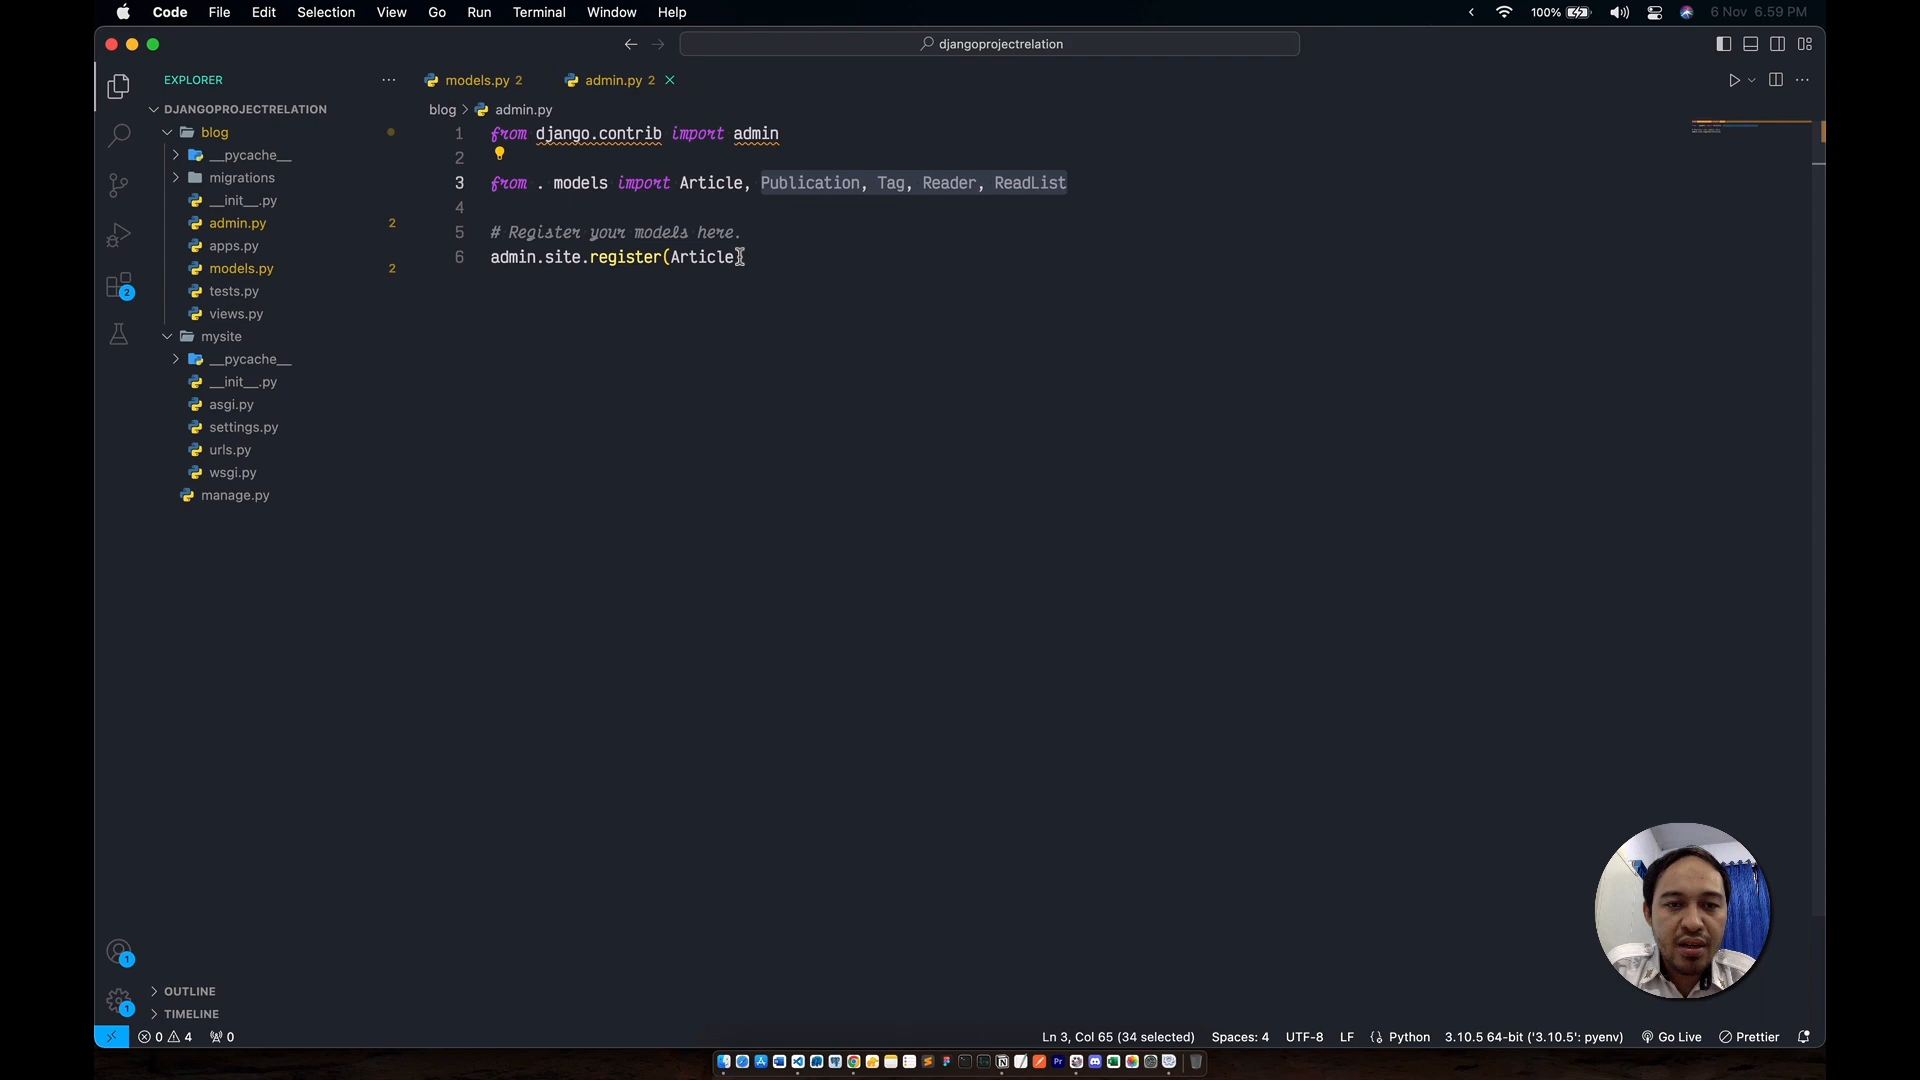 Code File Edit Selection View Go Run Terminal Window Help
100% 6 Nov 6.59 PM
djangoprojectrelation
EXPLORER
models.py 2
admin.py 2
DJANGOPROJECTRELATION
blog > admin.py
blog
__pycache__
migrations
__init__.py
admin.py 2
apps.py
models.py 2
tests.py
views.py
mysite
__pycache__
__init__.py
asgi.py
settings.py
urls.py
wsgi.py
manage.py
1 from django.contrib import admin
2
3 from . models import Article, Publication, Tag, Reader, ReadList
4
5 # Register your models here.
6 admin.site.register(Article)
2
1
1
OUTLINE
TIMELINE
0 4 0
Ln 3, Col 65 (34 selected) Spaces: 4 UTF-8 LF Python 3.10.5 64-bit ('3.10.5': pyenv) Go Live Prettier